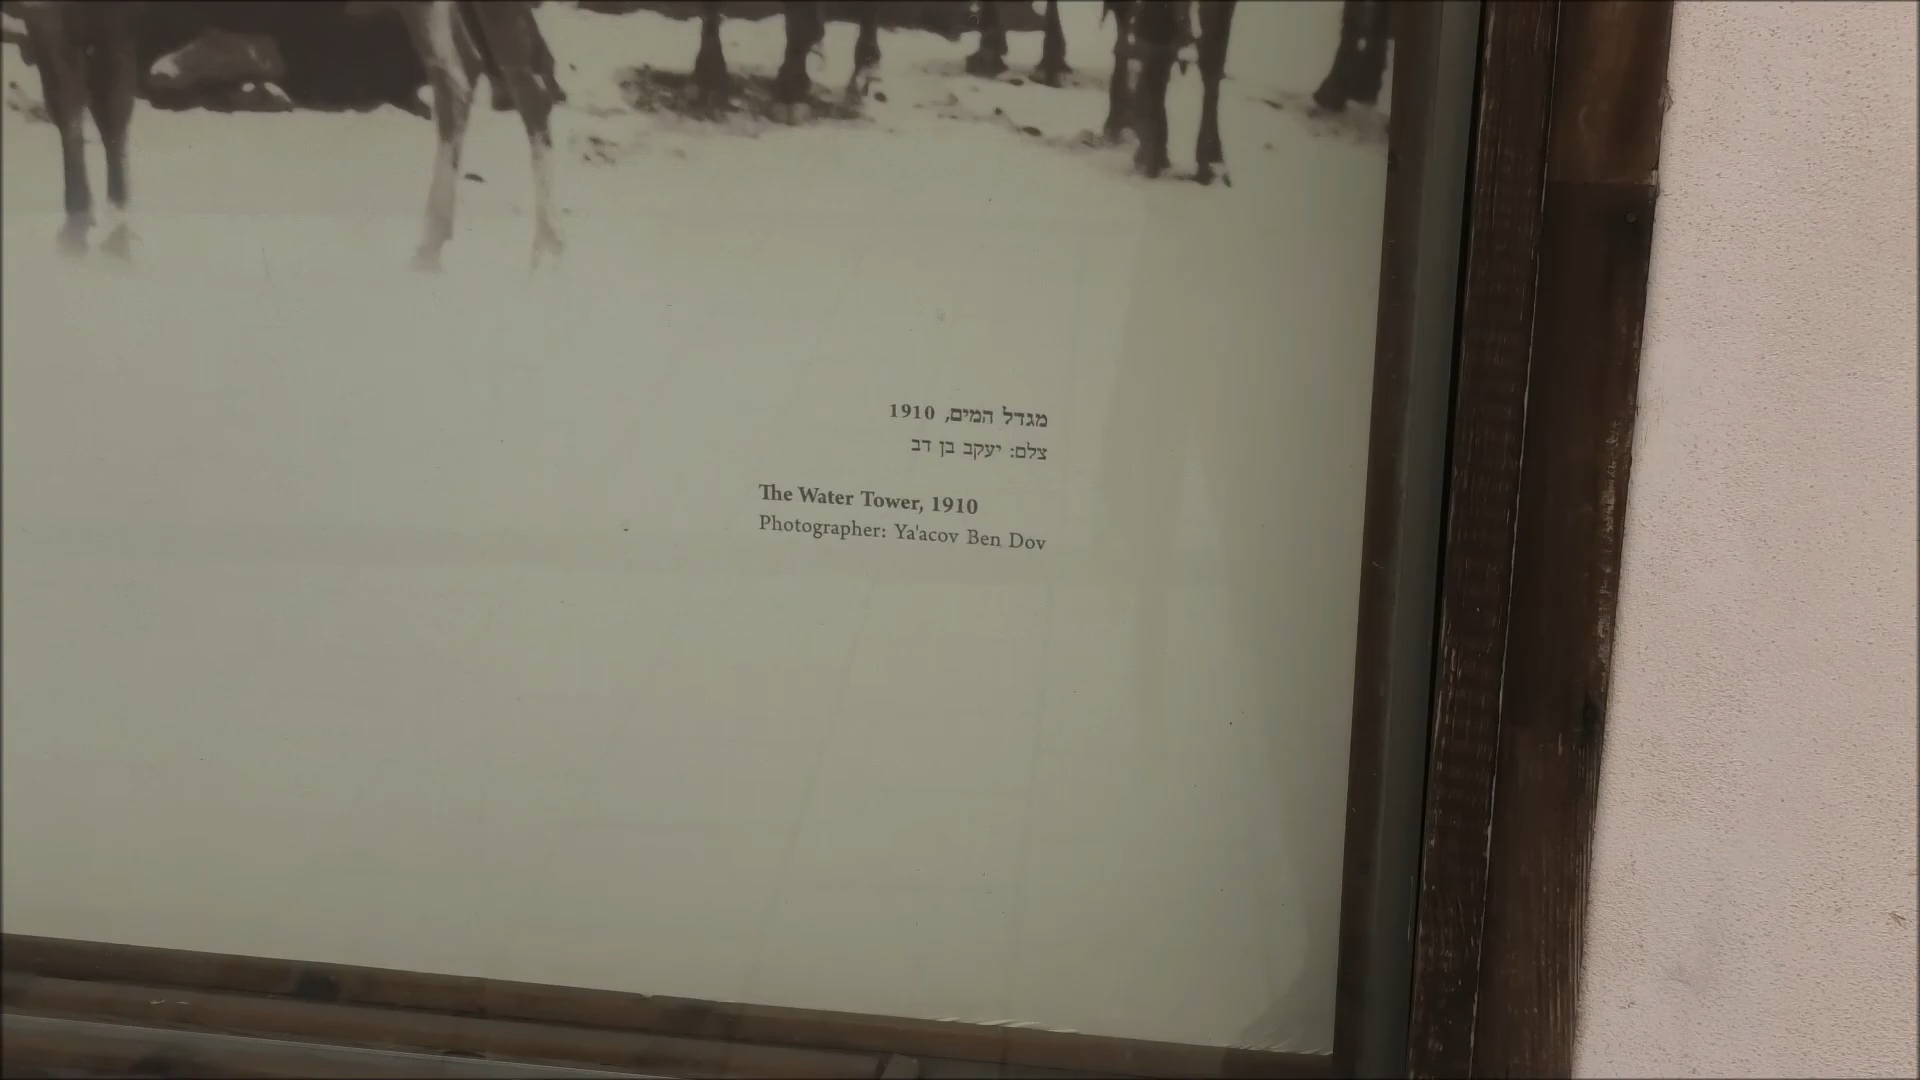 מגדל המים, 1910
צלם: יעקב בן דב
The Water Tower, 1910
Photographer: Ya'acov Ben Dov